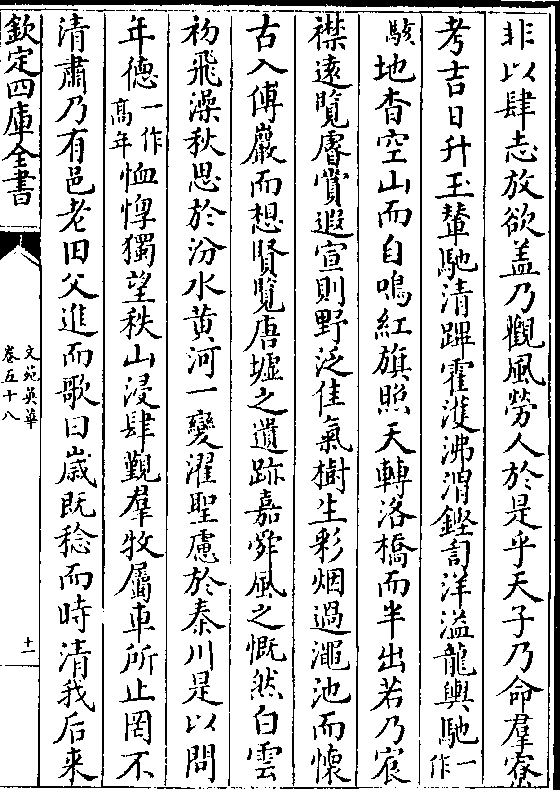 非以肆志放欲盖乃觀風勞人於是乎天子乃命羣寮
考吉日升玉輦馳清蹕霍濩沸渭鏗訇洋溢龍輿馳一作
駭地杳空山而自鳴紅旗照天轉洛橋而半出若乃宸
襟逺覧睿賞遐宣則野泛佳氣樹生彩烟過澠池而懐
古入傅巖而想賢覧唐墟之遺跡嘉舜風之慨然白雲
初飛澡秋思於汾水黄河一變濯聖慮於秦川是以問
年德一作高年恤惸獨望秩山浸肆覲羣牧屬車所止罔不
清肅乃有邑老田父進而歌曰嵗既稔而時清我后来
欽定四庫全書
文苑英華
卷五十八
十一